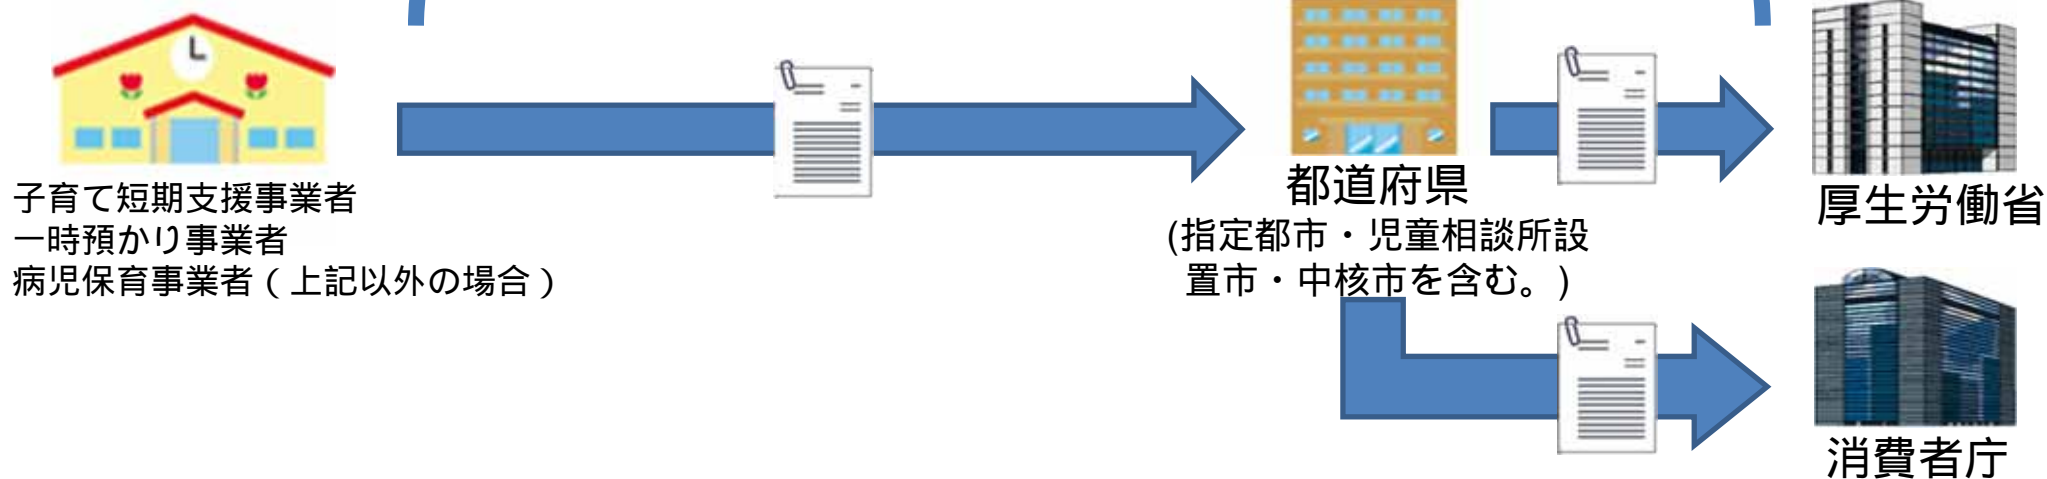 子育て短期支援事業者
一時預かり事業者
病児保育事業者（上記以外の場合）
都道府県
(指定都市・児童相談所設
置市・中核市を含む。)
厚生労働省
消費者庁